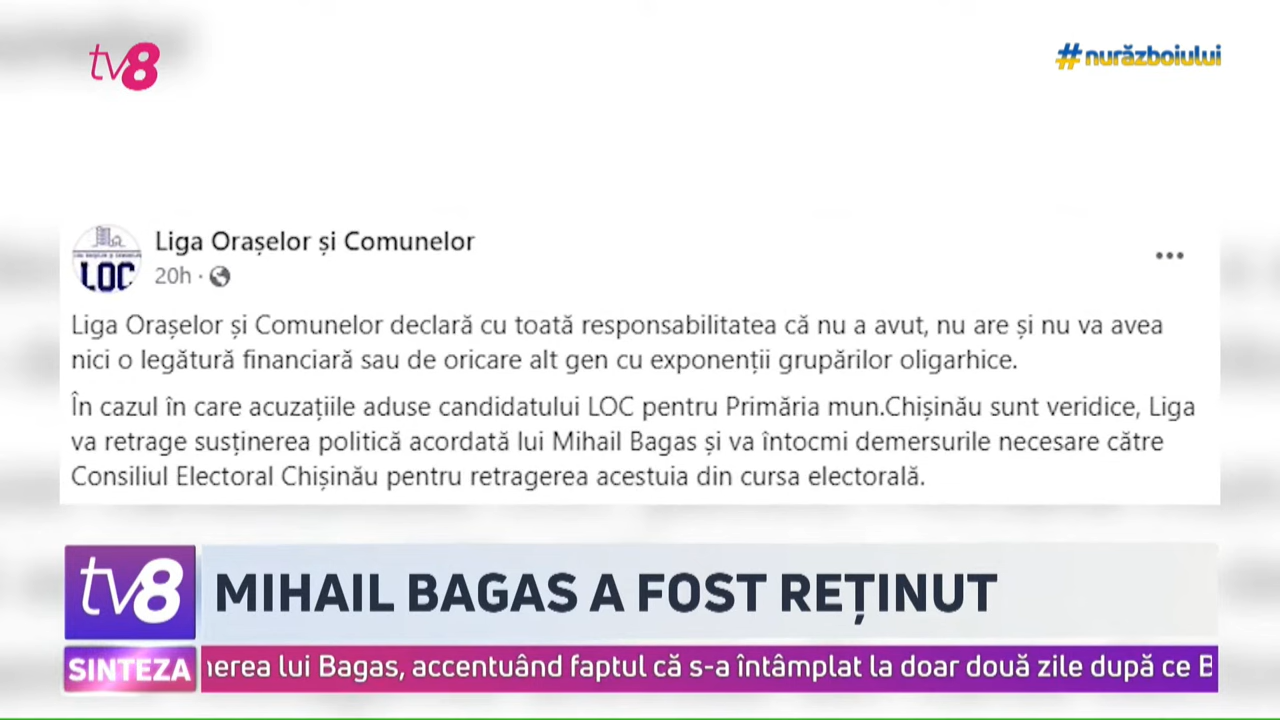 tv8
#nurăzboiului
Liga Orașelor și Comunelor
LOC
20h ·
Liga Orașelor și Comunelor declară cu toată responsabilitatea că nu a avut, nu are și nu va avea
nici o legătură financiară sau de oricare alt gen cu exponenții grupărilor oligarhice.
În cazul în care acuzațiile aduse candidatului LOC pentru Primăria mun.Chișinău sunt veridice, Liga
va retrage susținerea politică acordată lui Mihail Bagas și va întocmi demersurile necesare către
Consiliul Electoral Chișinău pentru retragerea acestuia din cursa electorală.
tv8
MIHAIL BAGAS A FOST REȚINUT
SINTEZA
lui Bagas, accentuând faptul că s-a întâmplat la doar două zile după ce